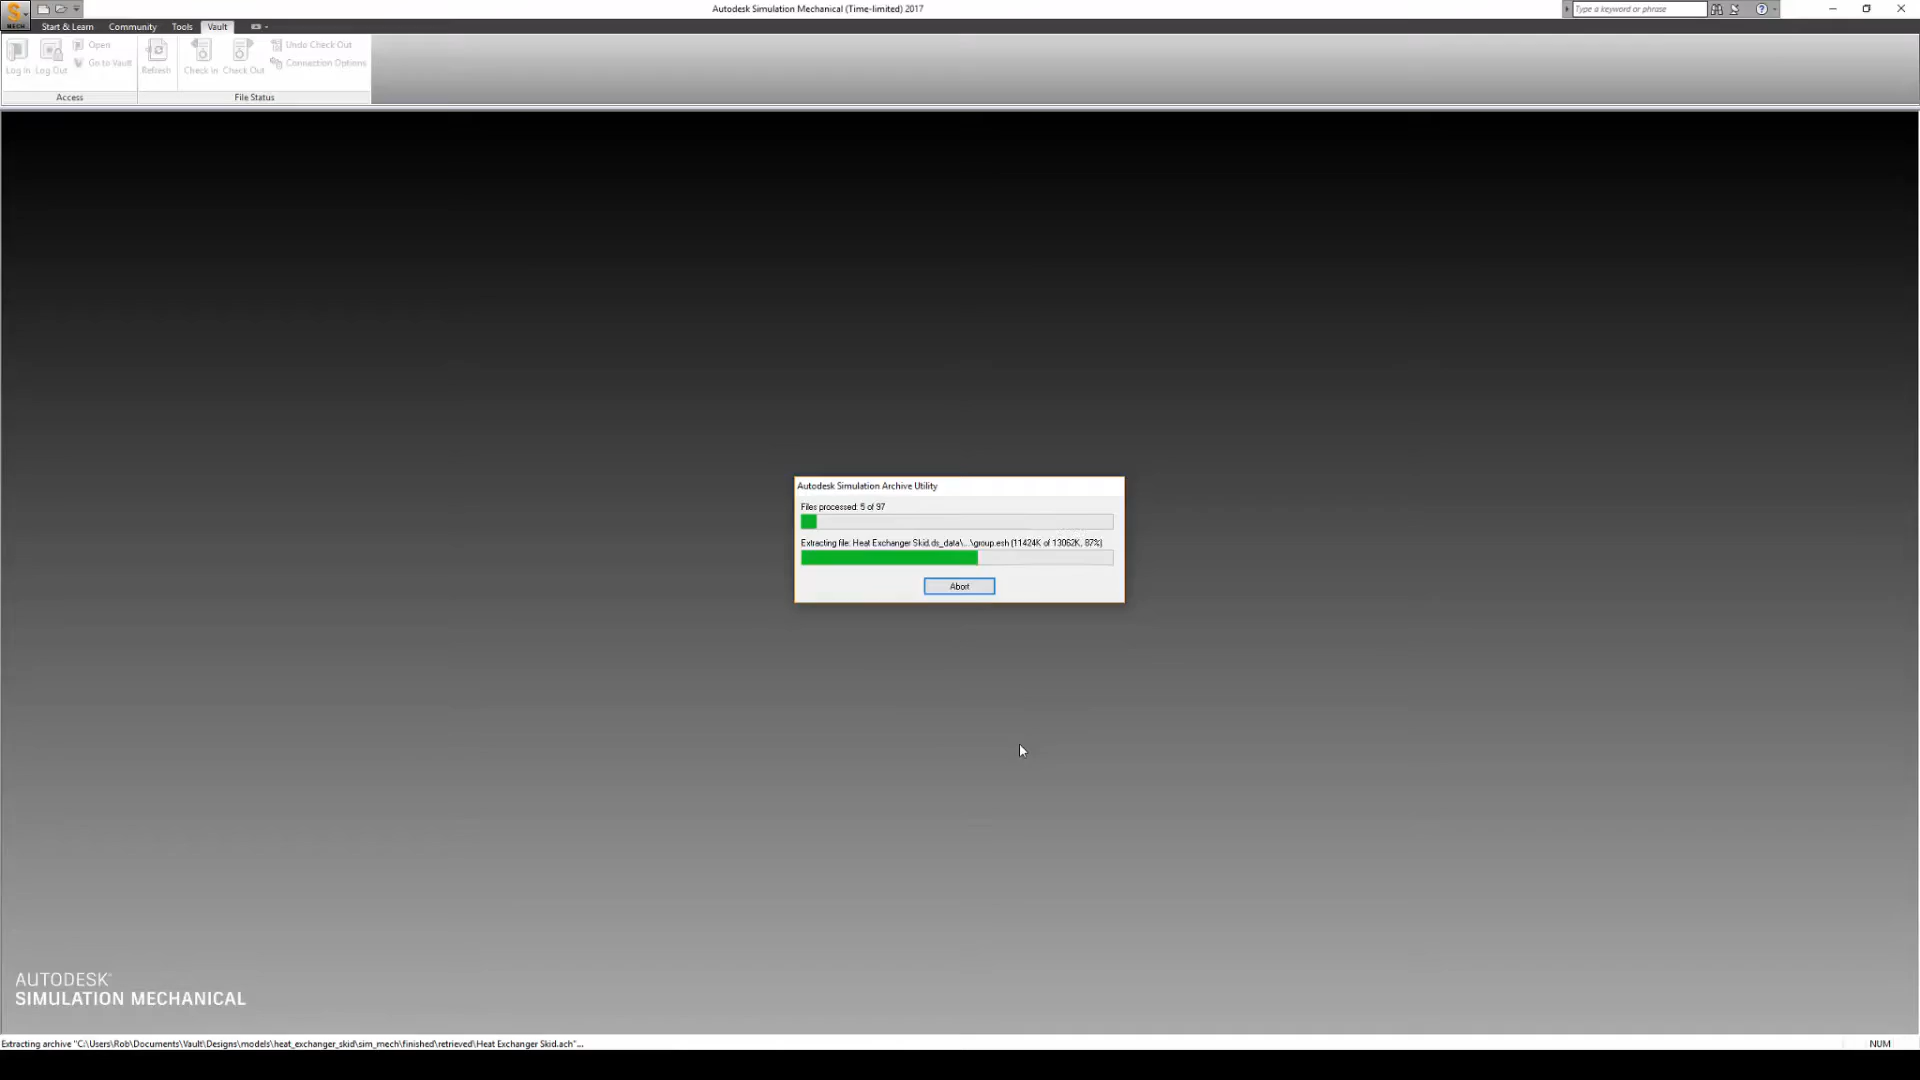 MECH
Autodesk Simulation Mechanical (Time-limited) 2017
Type a keyword or phrase
Start & Learn Community Tools Vault
Log In Log Out Open Go to Vault Refresh Check In Check Out Undo Check Out Connection Options
Access File Status
Autodesk Simulation Archive Utility
Files processed: 5 of 97
Extracting file: Heat Exchanger Skid.ds_data\...\group.esh (11424K of 13062K, 87%)
Abort
AUTODESK®
SIMULATION MECHANICAL
Extracting archive "C:\Users\Rob\Documents\Vault\Designs\models\heat_exchanger_skid\sim_mech\finished\retrieved\Heat Exchanger Skid.ach"... NUM